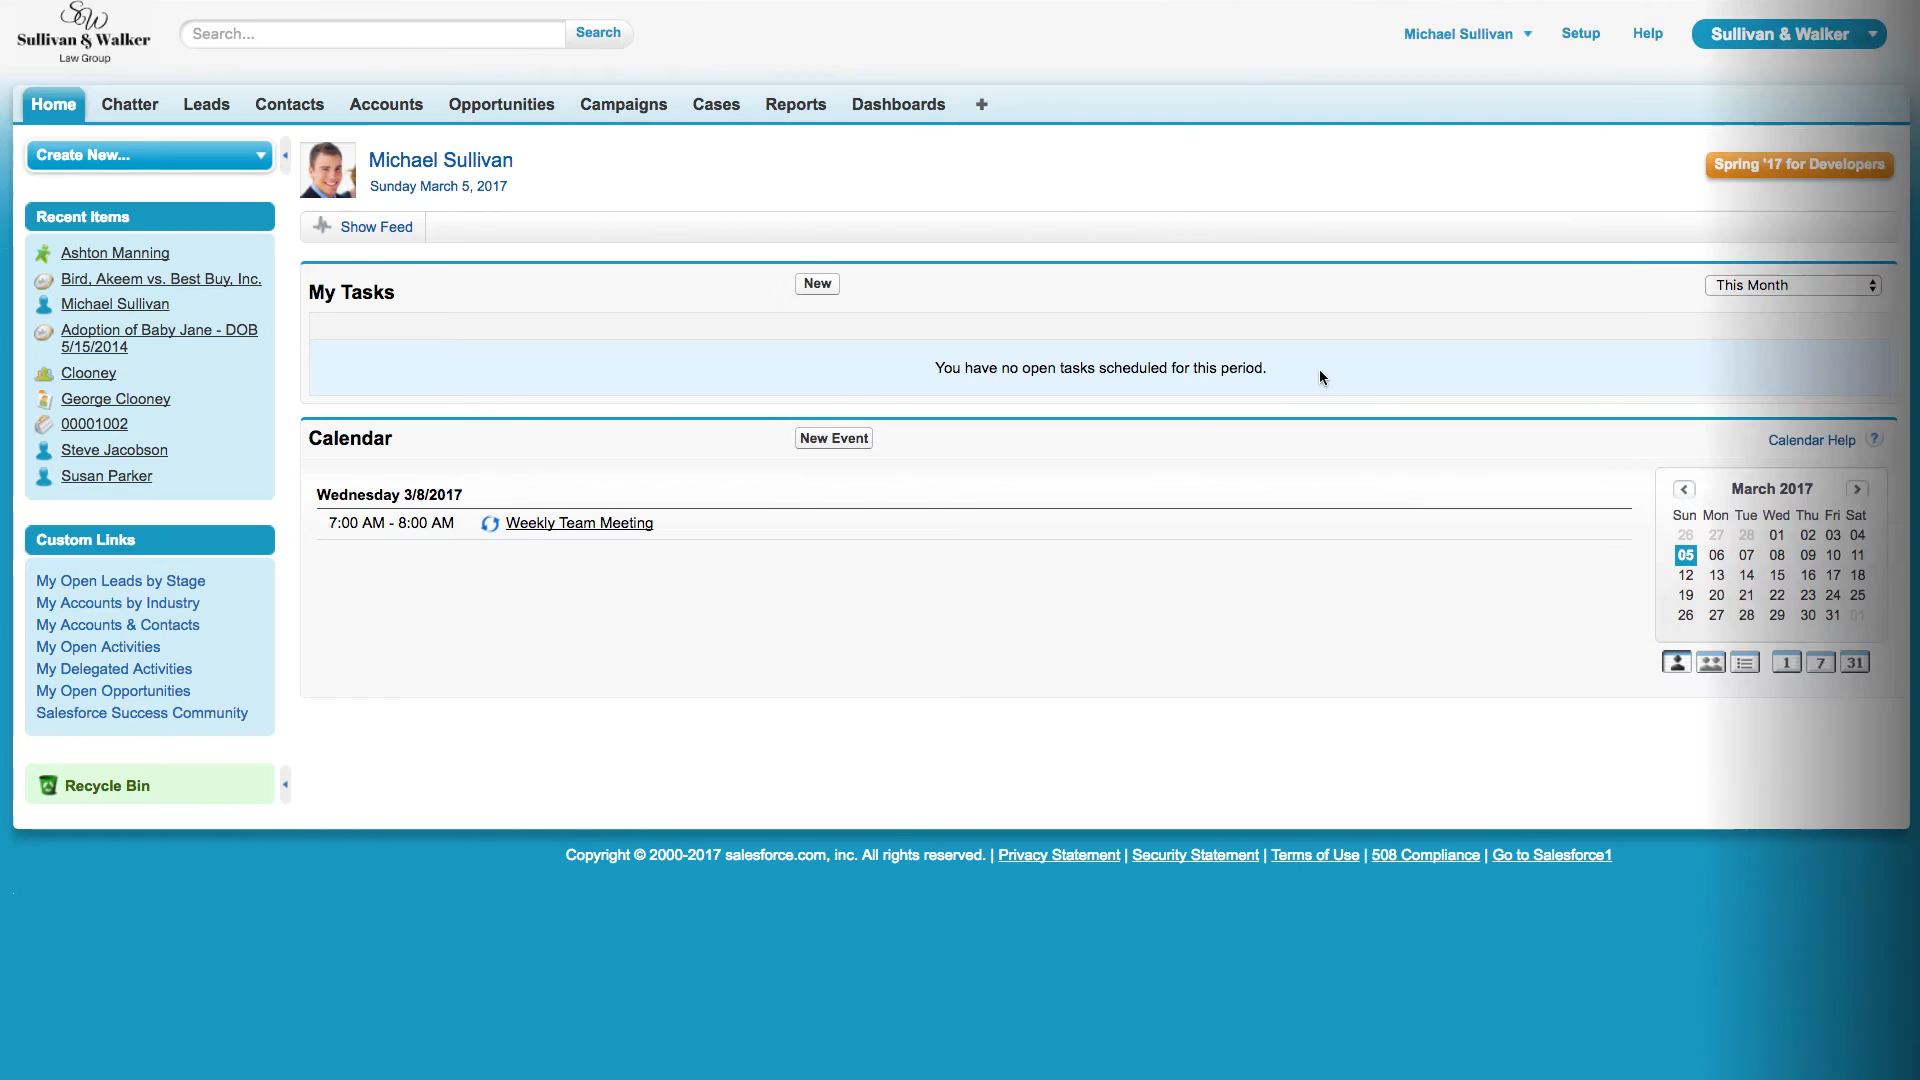 SW
Sullivan & Walker
Law Group
Search...
Search
Michael Sullivan
Setup
Help
Sullivan & Walker
Home
Chatter
Leads
Contacts
Accounts
Opportunities
Campaigns
Cases
Reports
Dashboards
+
Create New...
Michael Sullivan
Sunday March 5, 2017
Spring '17 for Developers
Show Feed
Recent Items
Ashton Manning
Bird, Akeem vs. Best Buy, Inc.
Michael Sullivan
Adoption of Baby Jane - DOB
5/15/2014
Clooney
George Clooney
00001002
Steve Jacobson
Susan Parker
Custom Links
My Open Leads by Stage
My Accounts by Industry
My Accounts & Contacts
My Open Activities
My Delegated Activities
My Open Opportunities
Salesforce Success Community
Recycle Bin
My Tasks
New
This Month
You have no open tasks scheduled for this period.
Calendar
New Event
Calendar Help ?
Wednesday 3/8/2017
7:00 AM - 8:00 AM Weekly Team Meeting
March 2017
Sun Mon Tue Wed Thu Fri Sat
26 27 28 01 02 03 04
05 06 07 08 09 10 11
12 13 14 15 16 17 18
19 20 21 22 23 24 25
26 27 28 29 30 31 01
1 7 31
Copyright © 2000-2017 salesforce.com, inc. All rights reserved. | Privacy Statement | Security Statement | Terms of Use | 508 Compliance | Go to Salesforce1